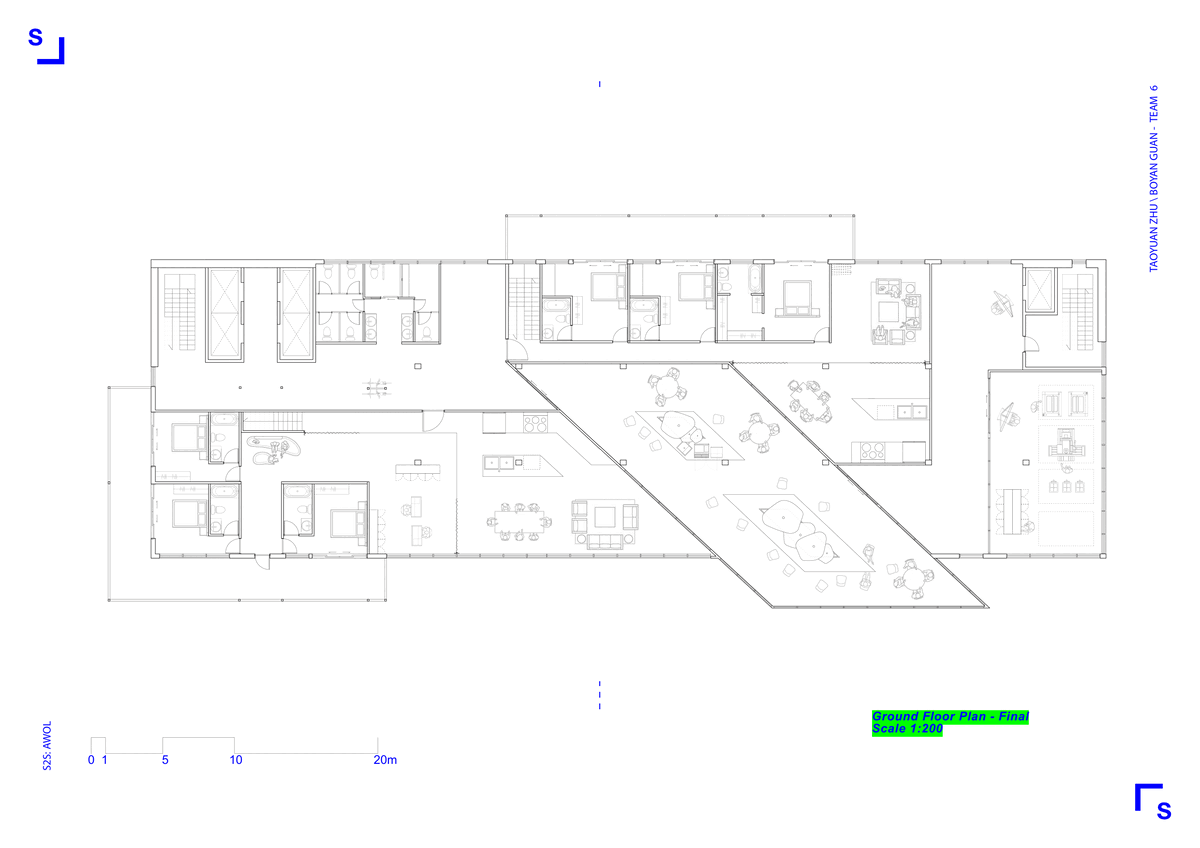 S
TAOYUAN ZHU \ BOYAN GUAN - TEAM 6
Ground Floor Plan - Final
Scale 1:200
S2S: AWOL
0 1 5 10 20m
S